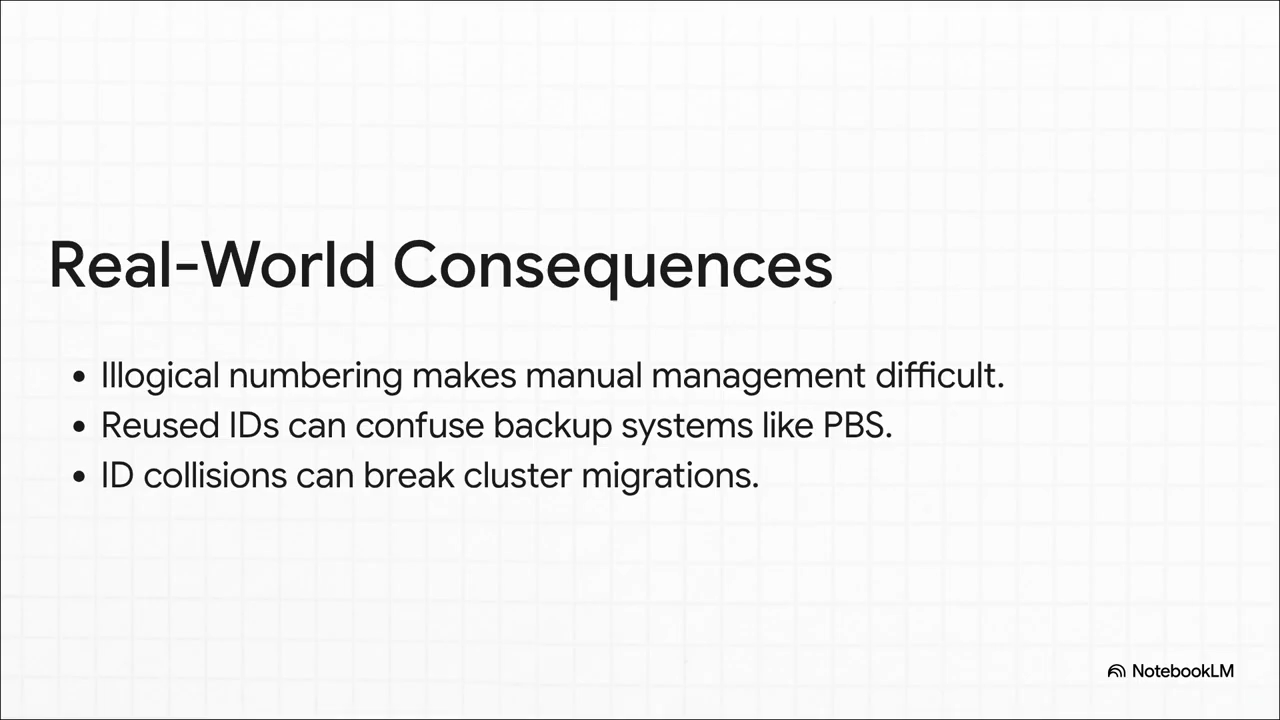 Real-World Consequences
• Illogical numbering makes manual management difficult.
• Reused IDs can confuse backup systems like PBS.
• ID collisions can break cluster migrations.
NotebookLM